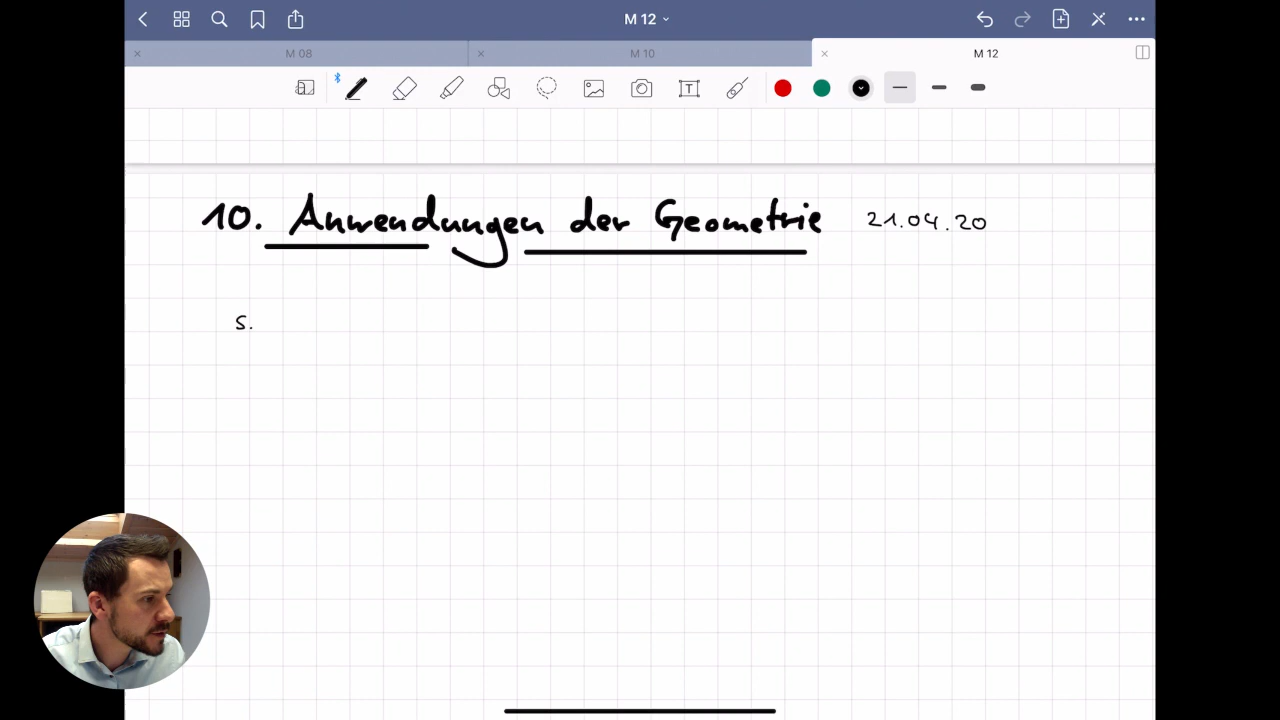 M 12
M 08
M 10
M 12
T
10. Anwendungen der Geometrie 21.04.20
S.